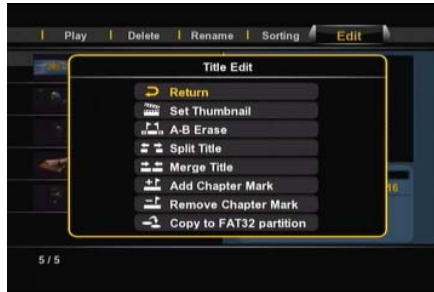 Play Delete Rename Sorting Edit
Title Edit
Return
Set Thumbnail
A-B Erase
Split Title
Merge Title
Add Chapter Mark
Remove Chapter Mark
Copy to FAT32 partition
16
5 / 5